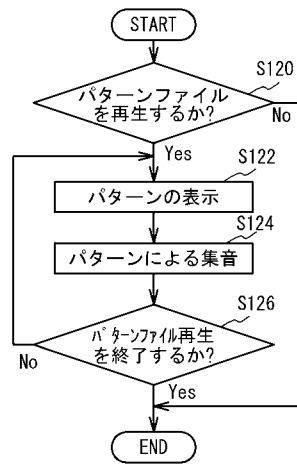 START
S120
パターンファイル
を再生するか?
No
Yes
S122
パターンの表示
S124
パターンによる集音
S126
パターンファイル再生
を終了するか?
No
Yes
END